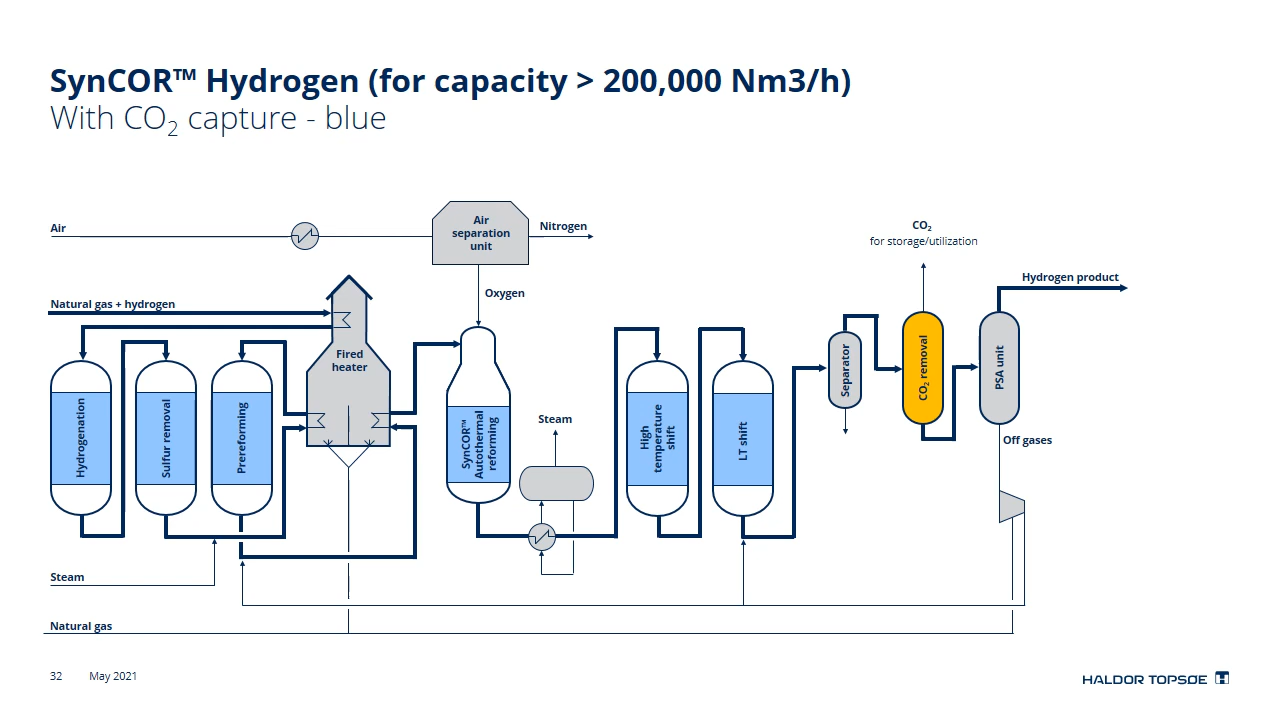 SynCOR™ Hydrogen (for capacity > 200,000 Nm3/h)
With CO₂ capture - blue
Air
Air
separation
unit
Nitrogen
Oxygen
CO₂
for storage/utilization
Hydrogen product
Natural gas + hydrogen
Fired
heater
Hydrogenation
Sulfur removal
Prereforming
SynCOR™
Autothermal
reforming
Steam
High
temperature
shift
LT shift
Separator
CO₂ removal
PSA unit
Off gases
Steam
Natural gas
32 May 2021
HALDOR TOPSØE